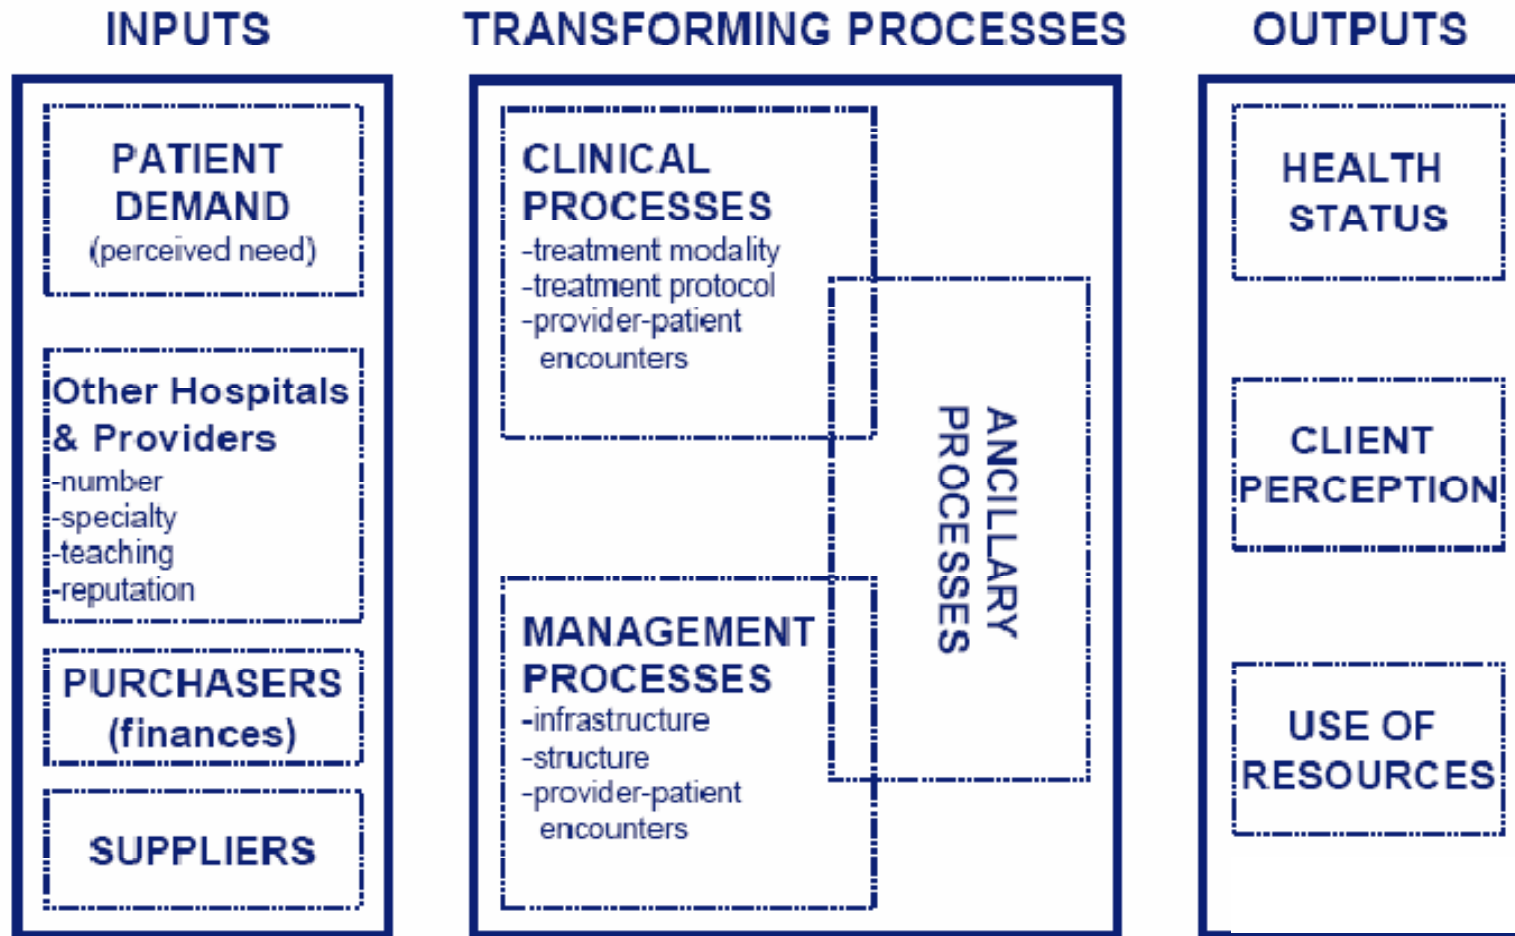 INPUTS
PATIENT
DEMAND
(perceived need)
Other Hospitals
& Providers
-number
-specialty
-teaching
-reputation
PURCHASERS
(finances)
SUPPLIERS
TRANSFORMING PROCESSES
CLINICAL
PROCESSES
-treatment modality
-treatment protocol
-provider-patient
encounters
MANAGEMENT
PROCESSES
-infrastructure
-structure
-provider-patient
encounters
ANCILLARY
PROCESSES
OUTPUTS
HEALTH
STATUS
CLIENT
PERCEPTION
USE OF
RESOURCES